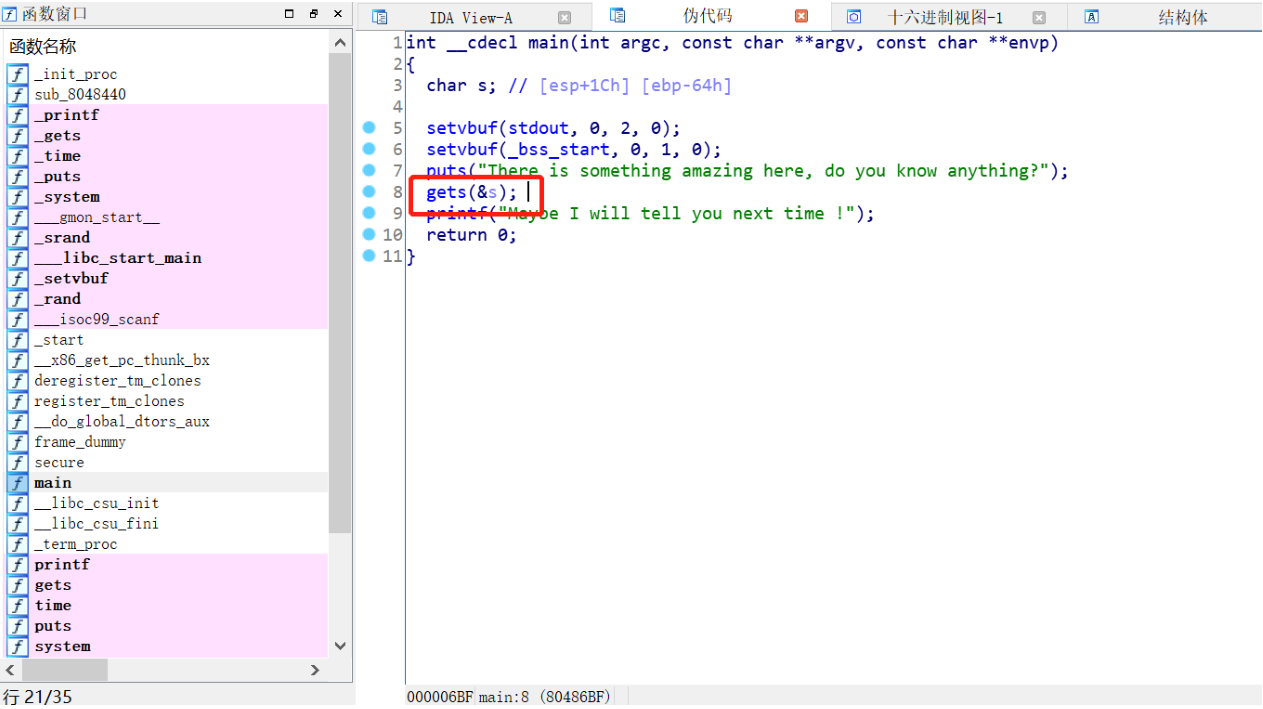 函数窗口
函数名称
_init_proc
sub_8048440
_printf
_gets
_time
_puts
_system
___gmon_start__
_srand
___libc_start_main
_setvbuf
_rand
___isoc99_scanf
_start
__x86_get_pc_thunk_bx
deregister_tm_clones
register_tm_clones
__do_global_dtors_aux
frame_dummy
secure
main
__libc_csu_init
__libc_csu_fini
_term_proc
printf
gets
time
puts
system
行 21/35
IDA View-A 伪代码 十六进制视图-1 结构体
1 int __cdecl main(int argc, const char **argv, const char **envp)
2 {
3 char s; // [esp+1Ch] [ebp-64h]
4
5 setvbuf(stdout, 0, 2, 0);
6 setvbuf(_bss_start, 0, 1, 0);
7 puts("There is something amazing here, do you know anything?");
8 gets(&s);
9 printf("Maybe I will tell you next time !");
10 return 0;
11 }
000006BF main:8 (80486BF)